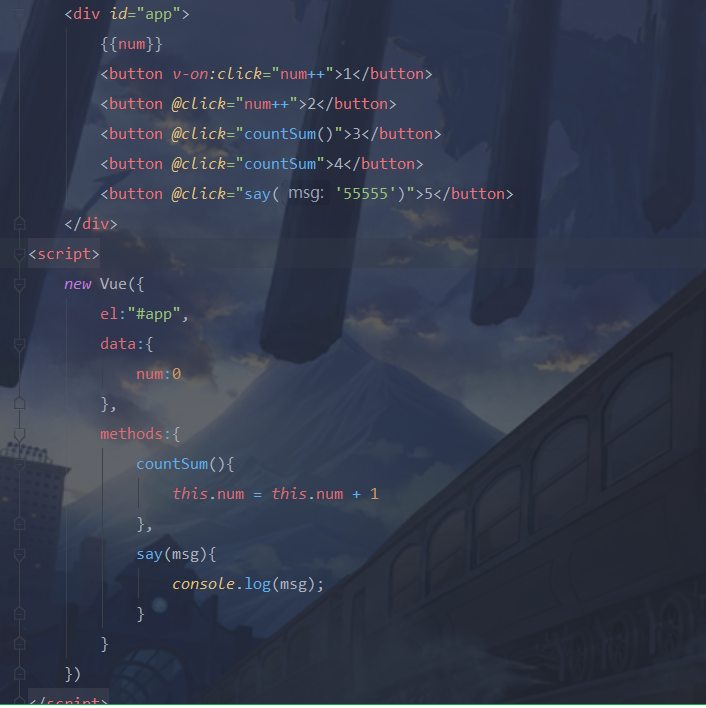 <div id="app">
{{num}}
<button v-on:click="num++">1</button>
<button @click="num++">2</button>
<button @click="countSum()">3</button>
<button @click="countSum">4</button>
<button @click="say( msg: '55555')">5</button>
</div>
<script>
new Vue({
el:"#app",
data:{
num:0
},
methods:{
countSum(){
this.num = this.num + 1
},
say(msg){
console.log(msg);
}
}
})
</script>